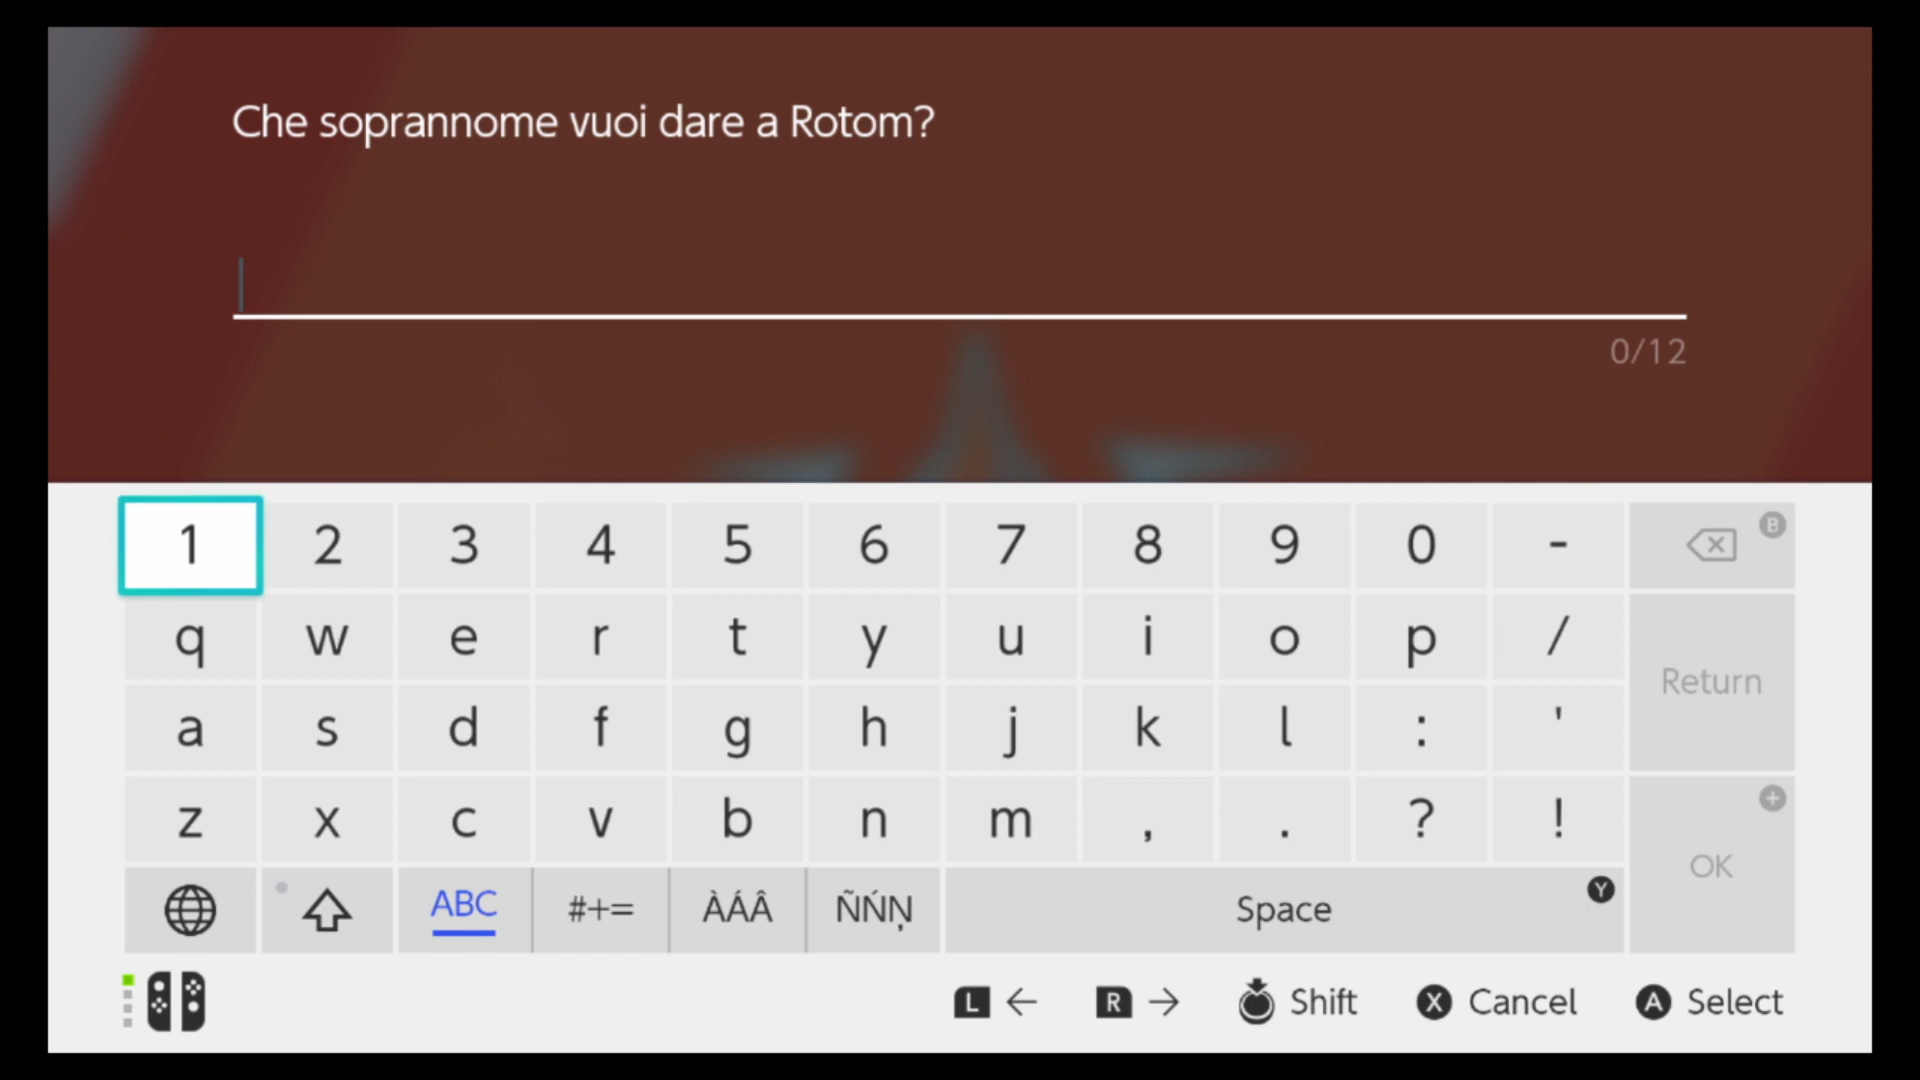 Che soprannome vuoi dare a Rotom?
0/12
1 2 3 4 5 6 7 8 9 0 - B
q w e r t y u i o p /
Return
a s d f g h j k l : '
z x c v b n m , . ? !
OK
ABC #+= ÀÁÂ ÑŃŅ Space Y
L ← R → Shift X Cancel A Select